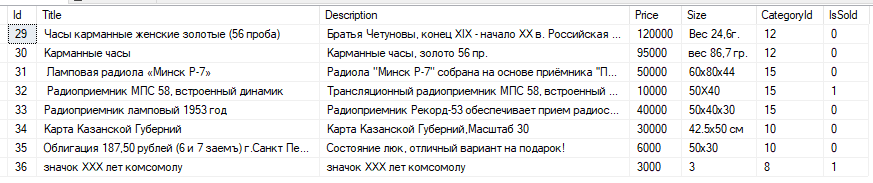 Id Title Description Price Size CategoryId IsSold
29 Часы карманные женские золотые (56 проба) Братья Четуновы, конец XIX - начало XX в. Российская ... 120000 Вес 24,6г. 12 0
30 Карманные часы Карманные часы, золото 56 пр. 95000 вес 86,7 гр. 12 0
31 Ламповая радиола «Минск Р-7» Радиола "Минск Р-7" собрана на основе приёмника "П... 50000 60x80x44 15 0
32 Радиоприемник МПС 58, встроенный динамик Трансляционный радиоприемник МПС 58, встроенный ... 10000 50X40 15 1
33 Радиоприемник ламповый 1953 год Радиоприемник Рекорд-53 обеспечивает прием радиос... 40000 50x40x30 15 0
34 Карта Казанской Губерний Карта Казанской Губерний,Масштаб 30 30000 42.5x50 см 10 0
35 Облигация 187,50 рублей (6 и 7 заемъ) г.Санкт Пе... Состояние люк, отличный вариант на подарок! 6000 50x30 10 0
36 значок XXX лет комсомолу значок XXX лет комсомолу 3000 3 8 1